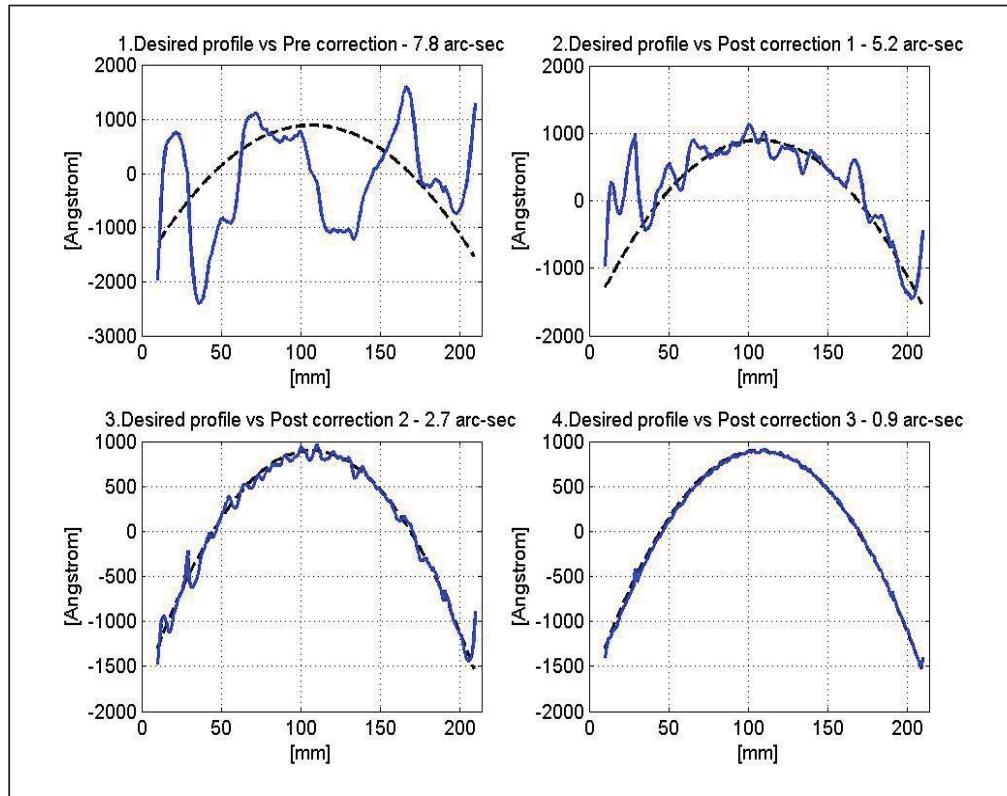 1.Desired profile vs Pre correction - 7.8 arc-sec
2000
1000
0
-1000
-2000
-3000
[Angstrom]
0 50 100 150 200
[mm]
2.Desired profile vs Post correction 1 - 5.2 arc-sec
2000
1000
0
-1000
-2000
[Angstrom]
0 50 100 150 200
[mm]
3.Desired profile vs Post correction 2 - 2.7 arc-sec
1000
500
0
-500
-1000
-1500
-2000
[Angstrom]
0 50 100 150 200
[mm]
4.Desired profile vs Post correction 3 - 0.9 arc-sec
1000
500
0
-500
-1000
-1500
-2000
[Angstrom]
0 50 100 150 200
[mm]